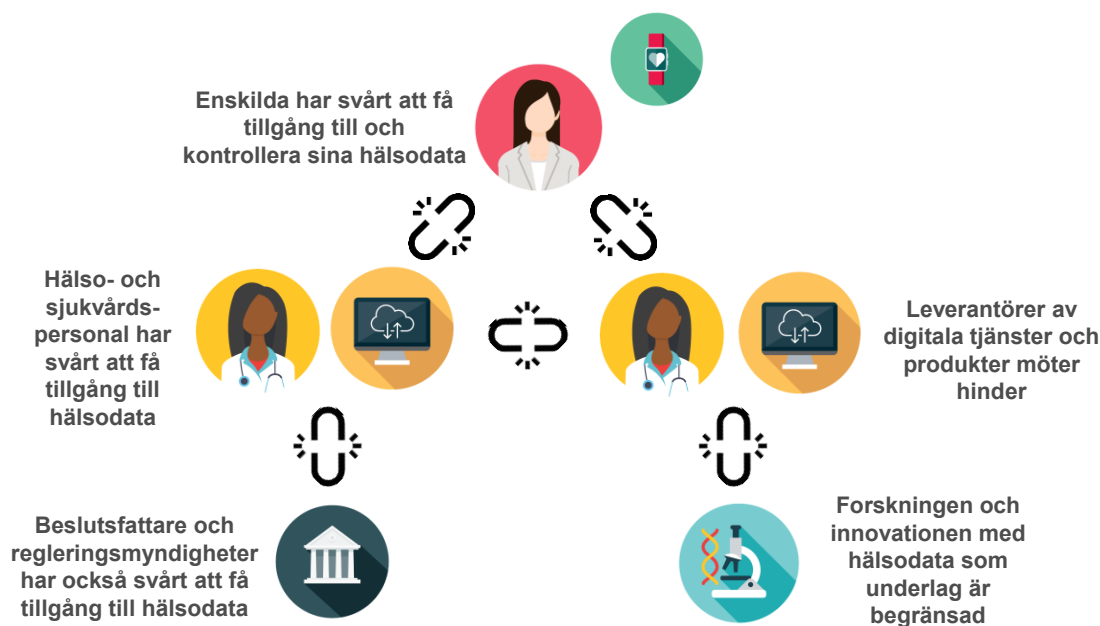 Enskilda har svårt att få
tillgång till och
kontrollera sina hälsodata
Hälso- och
sjukvårds-
personal har
svårt att få
tillgång till
hälsodata
Leverantörer av
digitala tjänster och
produkter möter
hinder
Beslutsfattare och
regleringsmyndigheter
har också svårt att få
tillgång till hälsodata
Forskningen och
innovationen med
hälsodata som
underlag är
begränsad